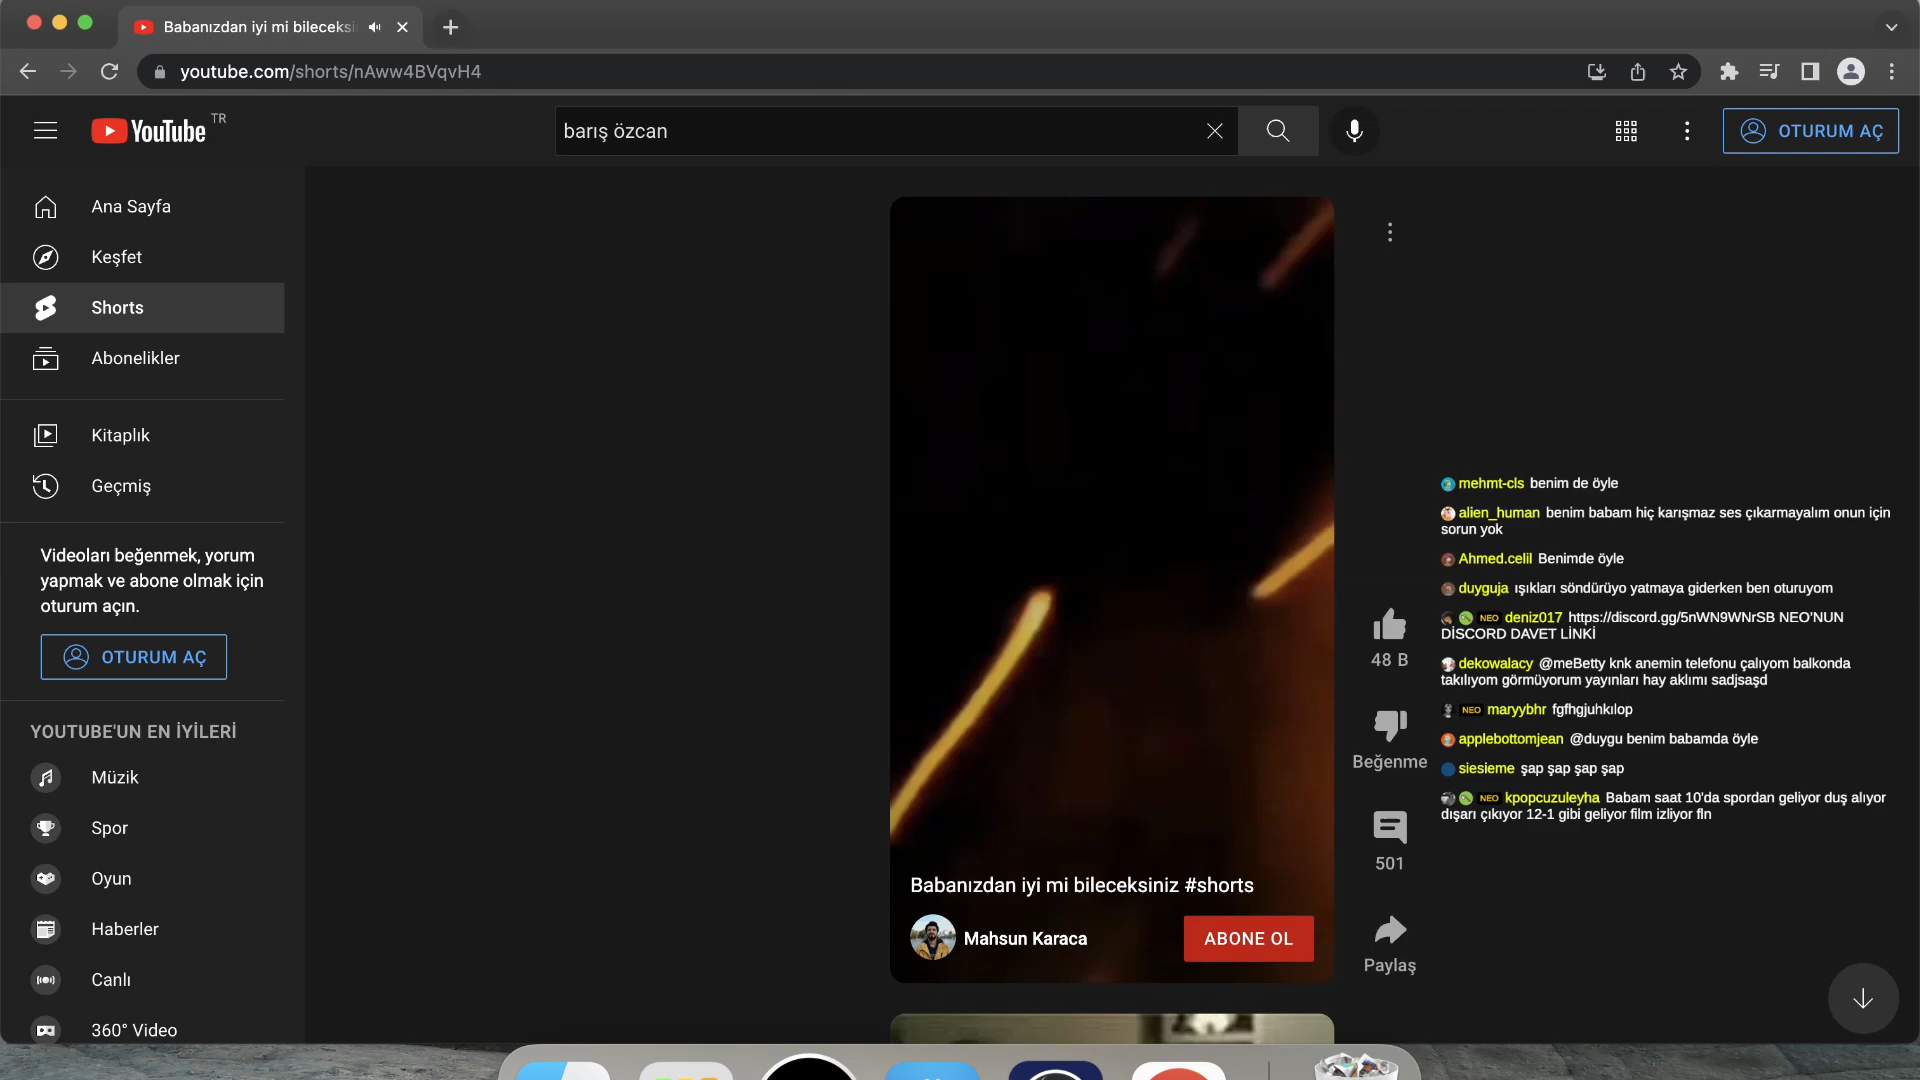 Babanızdan iyi mi bileceksi
youtube.com/shorts/nAww4BVqvH4
YouTube TR
barış özcan
OTURUM AÇ
Ana Sayfa
Keşfet
Shorts
Abonelikler
Kitaplık
Geçmiş
Videoları beğenmek, yorum
yapmak ve abone olmak için
oturum açın.
OTURUM AÇ
YOUTUBE'UN EN İYİLERİ
Müzik
Spor
Oyun
Haberler
Canlı
360° Video
Babanızdan iyi mi bileceksiniz #shorts
Mahsun Karaca
ABONE OL
48 B
Beğenme
501
Paylaş
mehmt-cls benim de öyle
alien_human benim babam hiç karışmaz ses çıkarmayalım onun için
sorun yok
Ahmed.celil Benimde öyle
duyguja ışıkları söndürüyo yatmaya giderken ben oturuyom
NEO deniz017 https://discord.gg/5nWN9WNrSB NEO'NUN
DİSCORD DAVET LİNKİ
dekowalacy @meBetty knk anemin telefonu çalıyom balkonda
takılıyom görmüyorum yayınları hay aklımı sadjsaşd
NEO maryybhr fgfhgjuhkılop
applebottomjean @duygu benim babamda öyle
siesieme şap şap şap şap
NEO kpopcuzuleyha Babam saat 10'da spordan geliyor duş alıyor
dışarı çıkıyor 12-1 gibi geliyor film izliyor fln